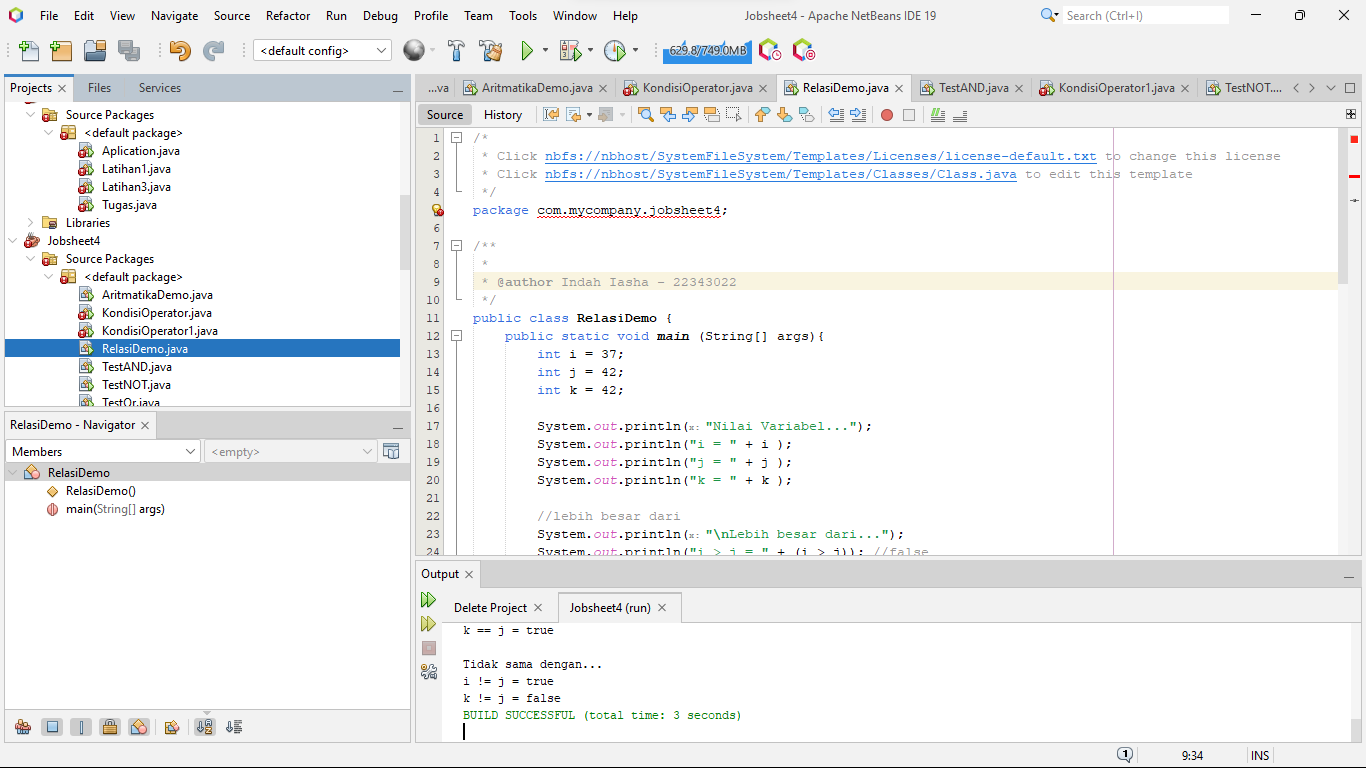 File Edit View Navigate Source Refactor Run Debug Profile Team Tools Window Help
Jobsheet4 - Apache NetBeans IDE 19
Search (Ctrl+I)
<default config>
629.8/749.0MB
Projects Files Services
Source Packages
<default package>
Aplication.java
Latihan1.java
Latihan3.java
Tugas.java
Libraries
Jobsheet4
Source Packages
<default package>
AritmatikaDemo.java
KondisiOperator.java
KondisiOperator1.java
RelasiDemo.java
TestAND.java
TestNOT.java
TestOr.java
RelasiDemo - Navigator
Members <empty>
RelasiDemo
RelasiDemo()
main(String[] args)
...va AritmatikaDemo.java KondisiOperator.java RelasiDemo.java TestAND.java KondisiOperator1.java TestNOT....
Source History
1 /*
2 * Click nbfs://nbhost/SystemFileSystem/Templates/Licenses/license-default.txt to change this license
3 * Click nbfs://nbhost/SystemFileSystem/Templates/Classes/Class.java to edit this template
4 */
package com.mycompany.jobsheet4;
6
7 /**
8 *
9 * @author Indah Iasha - 22343022
10 */
11 public class RelasiDemo {
12 public static void main (String[] args){
13 int i = 37;
14 int j = 42;
15 int k = 42;
16
17 System.out.println(x: "Nilai Variabel...");
18 System.out.println("i = " + i );
19 System.out.println("j = " + j );
20 System.out.println("k = " + k );
21
22 //lebih besar dari
23 System.out.println(x: "\nLebih besar dari...");
24 System.out.println("i > j = " + (i > j)); //false
Output
Delete Project Jobsheet4 (run)
k == j = true
Tidak sama dengan...
i != j = true
k != j = false
BUILD SUCCESSFUL (total time: 3 seconds)
1 9:34 INS